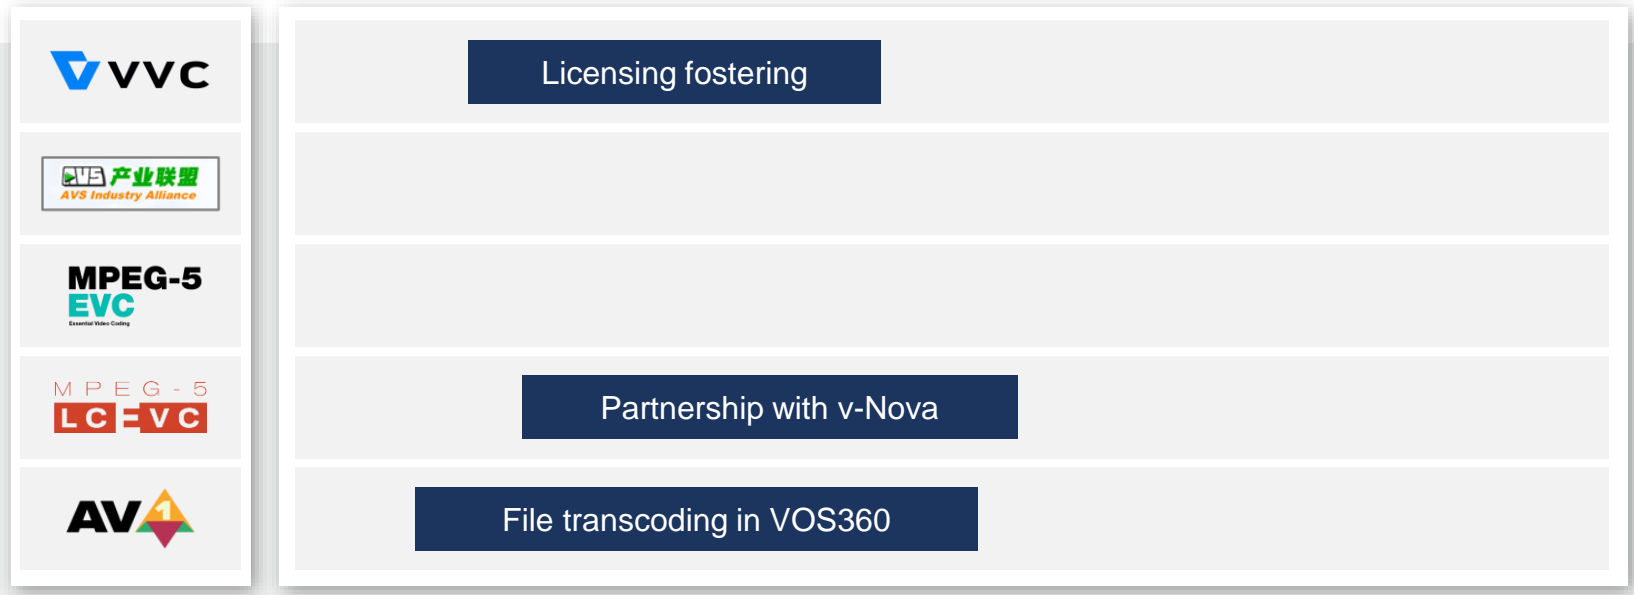 VVC
Licensing fostering
AVS 产业联盟
AVS Industry Alliance
MPEG-5
EVC
Essential Video Coding
MPEG-5
LCEVC
Partnership with v-Nova
AV1
File transcoding in VOS360